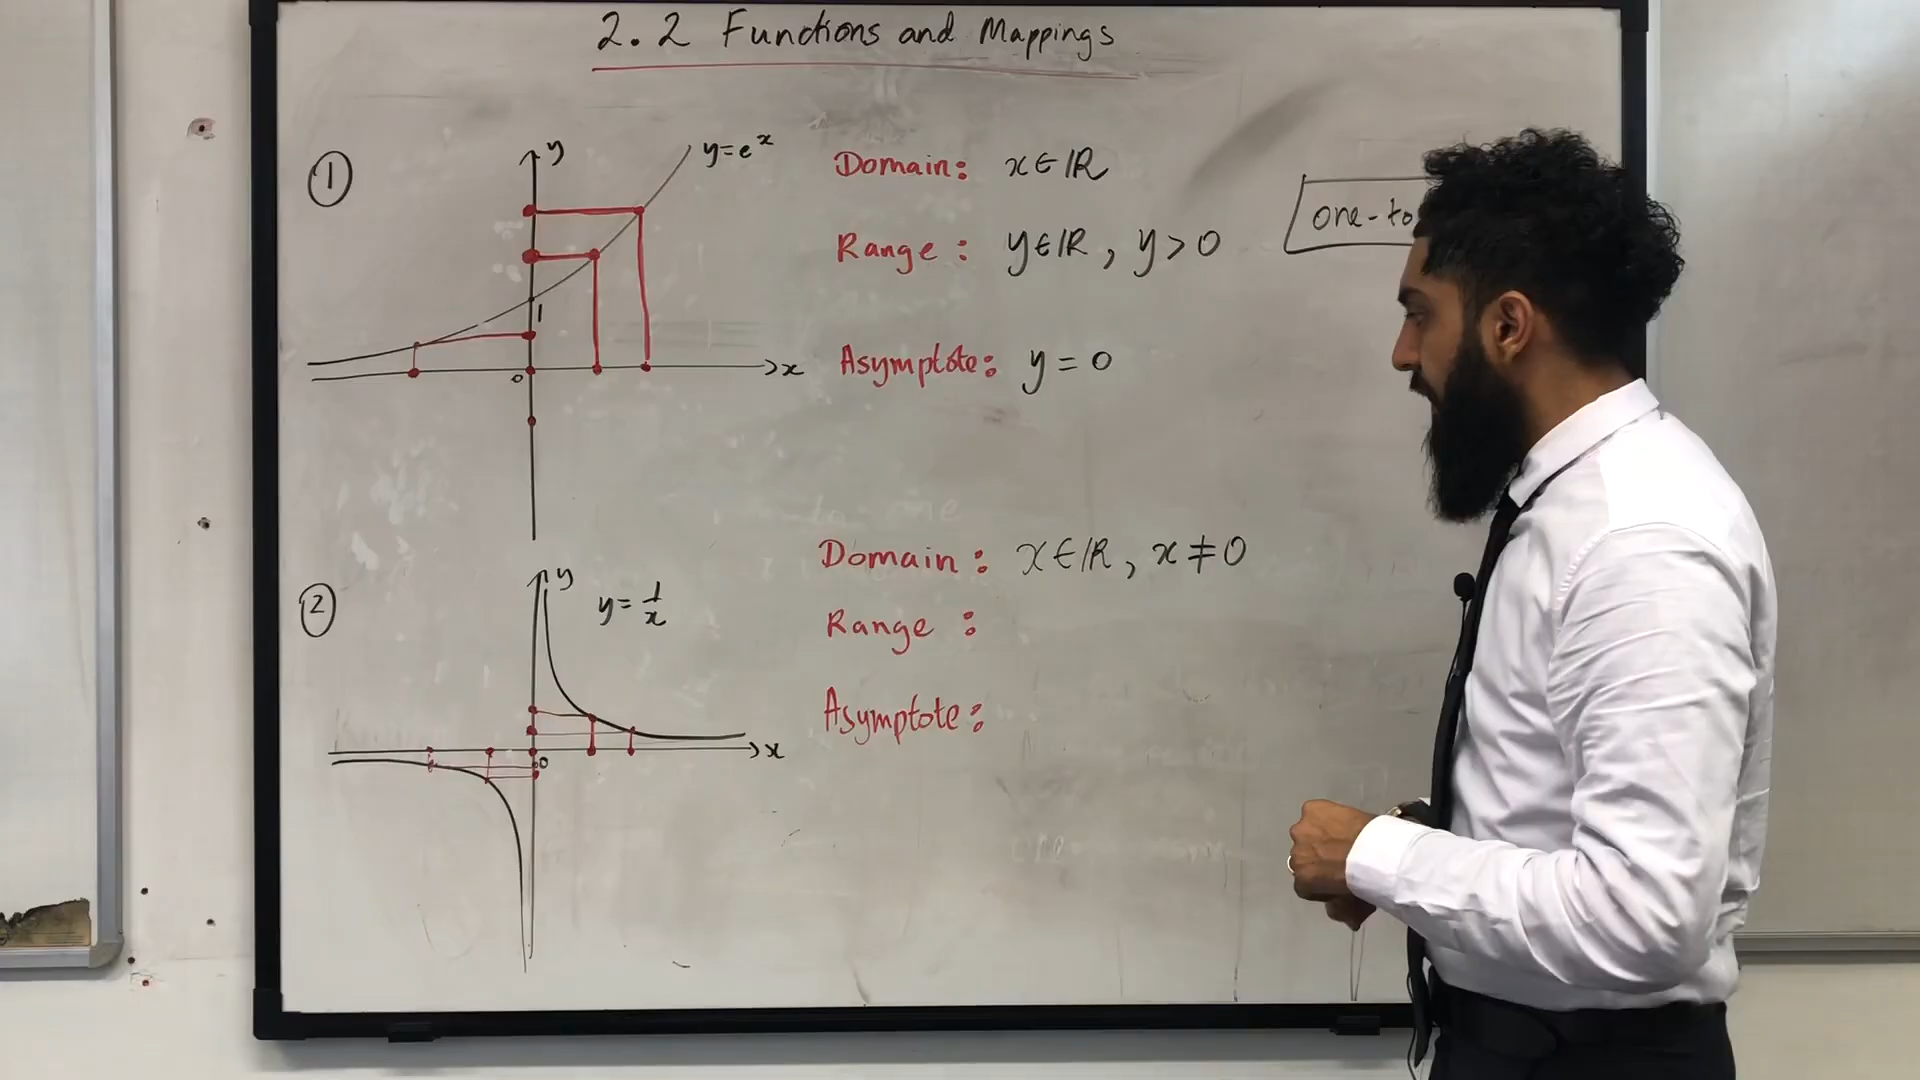 2.2 Functions and Mappings
①
y
y=eˣ
1
0
x
Domain: x∈ℝ
Range: y∈ℝ, y>0
Asymptote: y=0
one-to
②
y
y=1/x
0
x
Domain: x∈ℝ, x≠0
Range:
Asymptote: